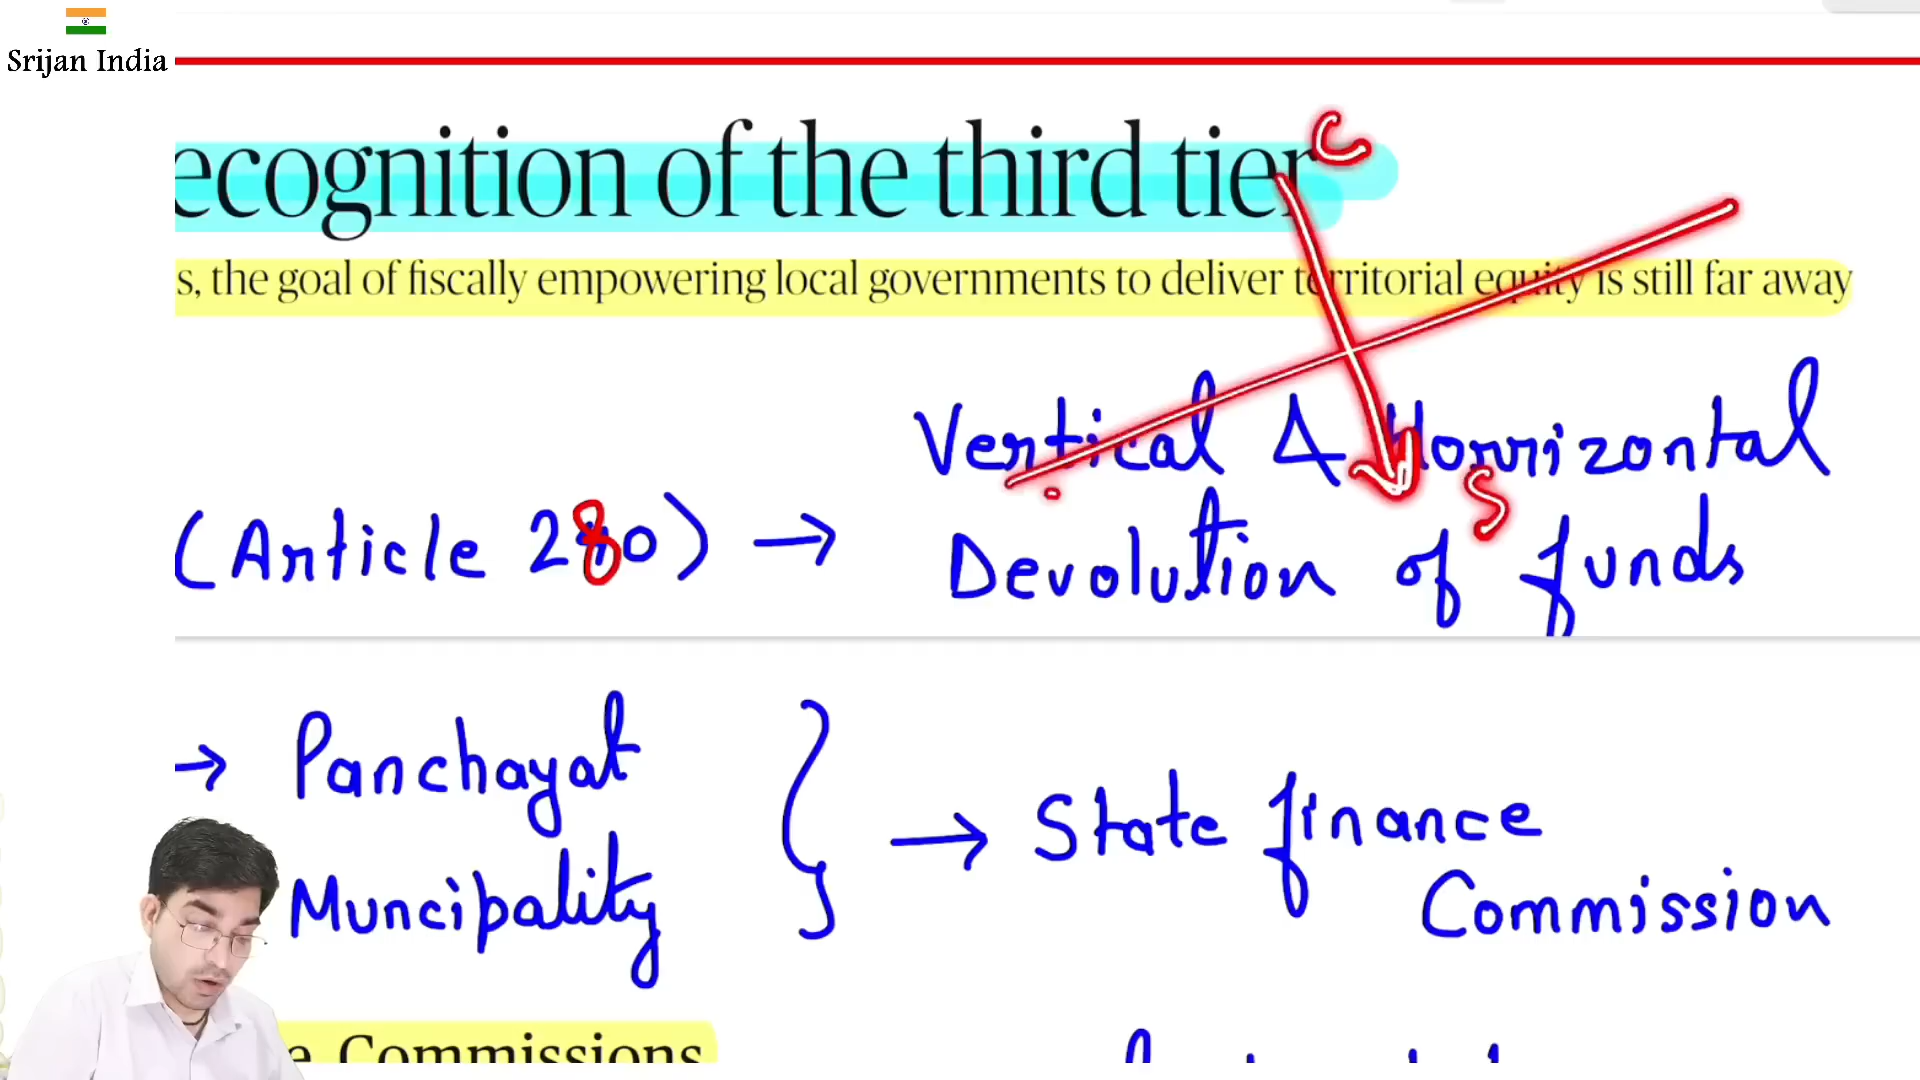 Srijan India
ecognition of the third tier C
s, the goal of fiscally empowering local governments to deliver territorial equity is still far away
Vertical & Horrizontal
S
(Article 280) → Devolution of funds
→ Panchayat
Muncipality
→ State finance
Commission
e Commissions